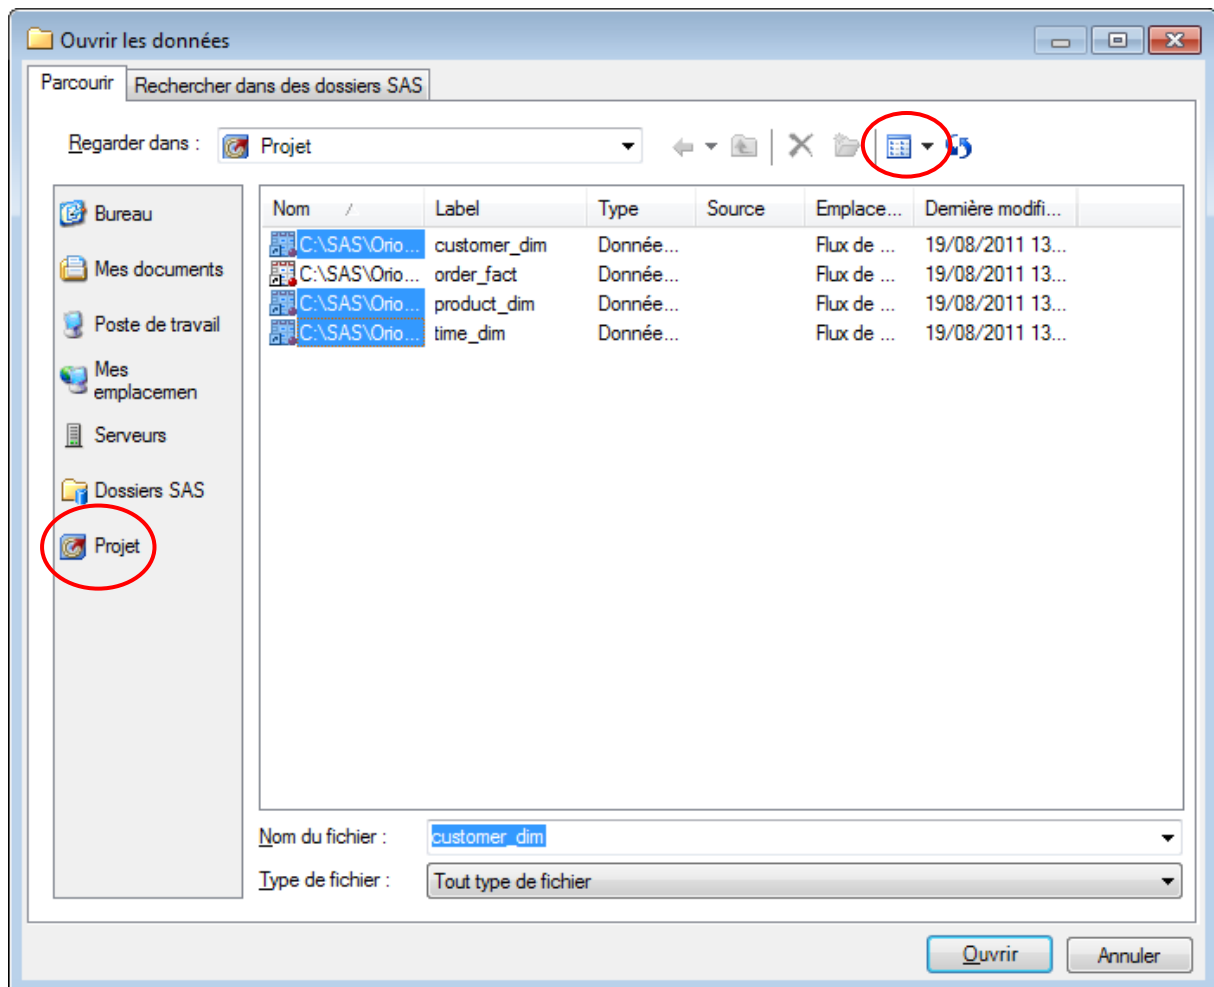 Ouvrir les données
Parcourir Rechercher dans des dossiers SAS
Regarder dans : Projet
Bureau
Mes documents
Poste de travail
Mes
emplacemen
Serveurs
Dossiers SAS
Projet
Nom Label Type Source Emplace... Dernière modifi...
C:\SAS\Orio... customer_dim Donnée... Flux de ... 19/08/2011 13...
C:\SAS\Orio... order_fact Donnée... Flux de ... 19/08/2011 13...
C:\SAS\Orio... product_dim Donnée... Flux de ... 19/08/2011 13...
C:\SAS\Orio... time_dim Donnée... Flux de ... 19/08/2011 13...
Nom du fichier : customer_dim
Type de fichier : Tout type de fichier
Ouvrir Annuler